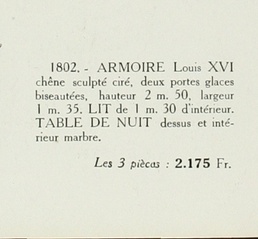 1802. - ARMOIRE Louis XVI
chêne sculpté ciré, deux portes glaces
biseautées, hauteur 2 m. 50, largeur
1 m. 35. LIT de 1 m. 30 d'intérieur.
TABLE DE NUIT dessus et inté-
rieur marbre.
Les 3 pièces : 2.175 Fr.